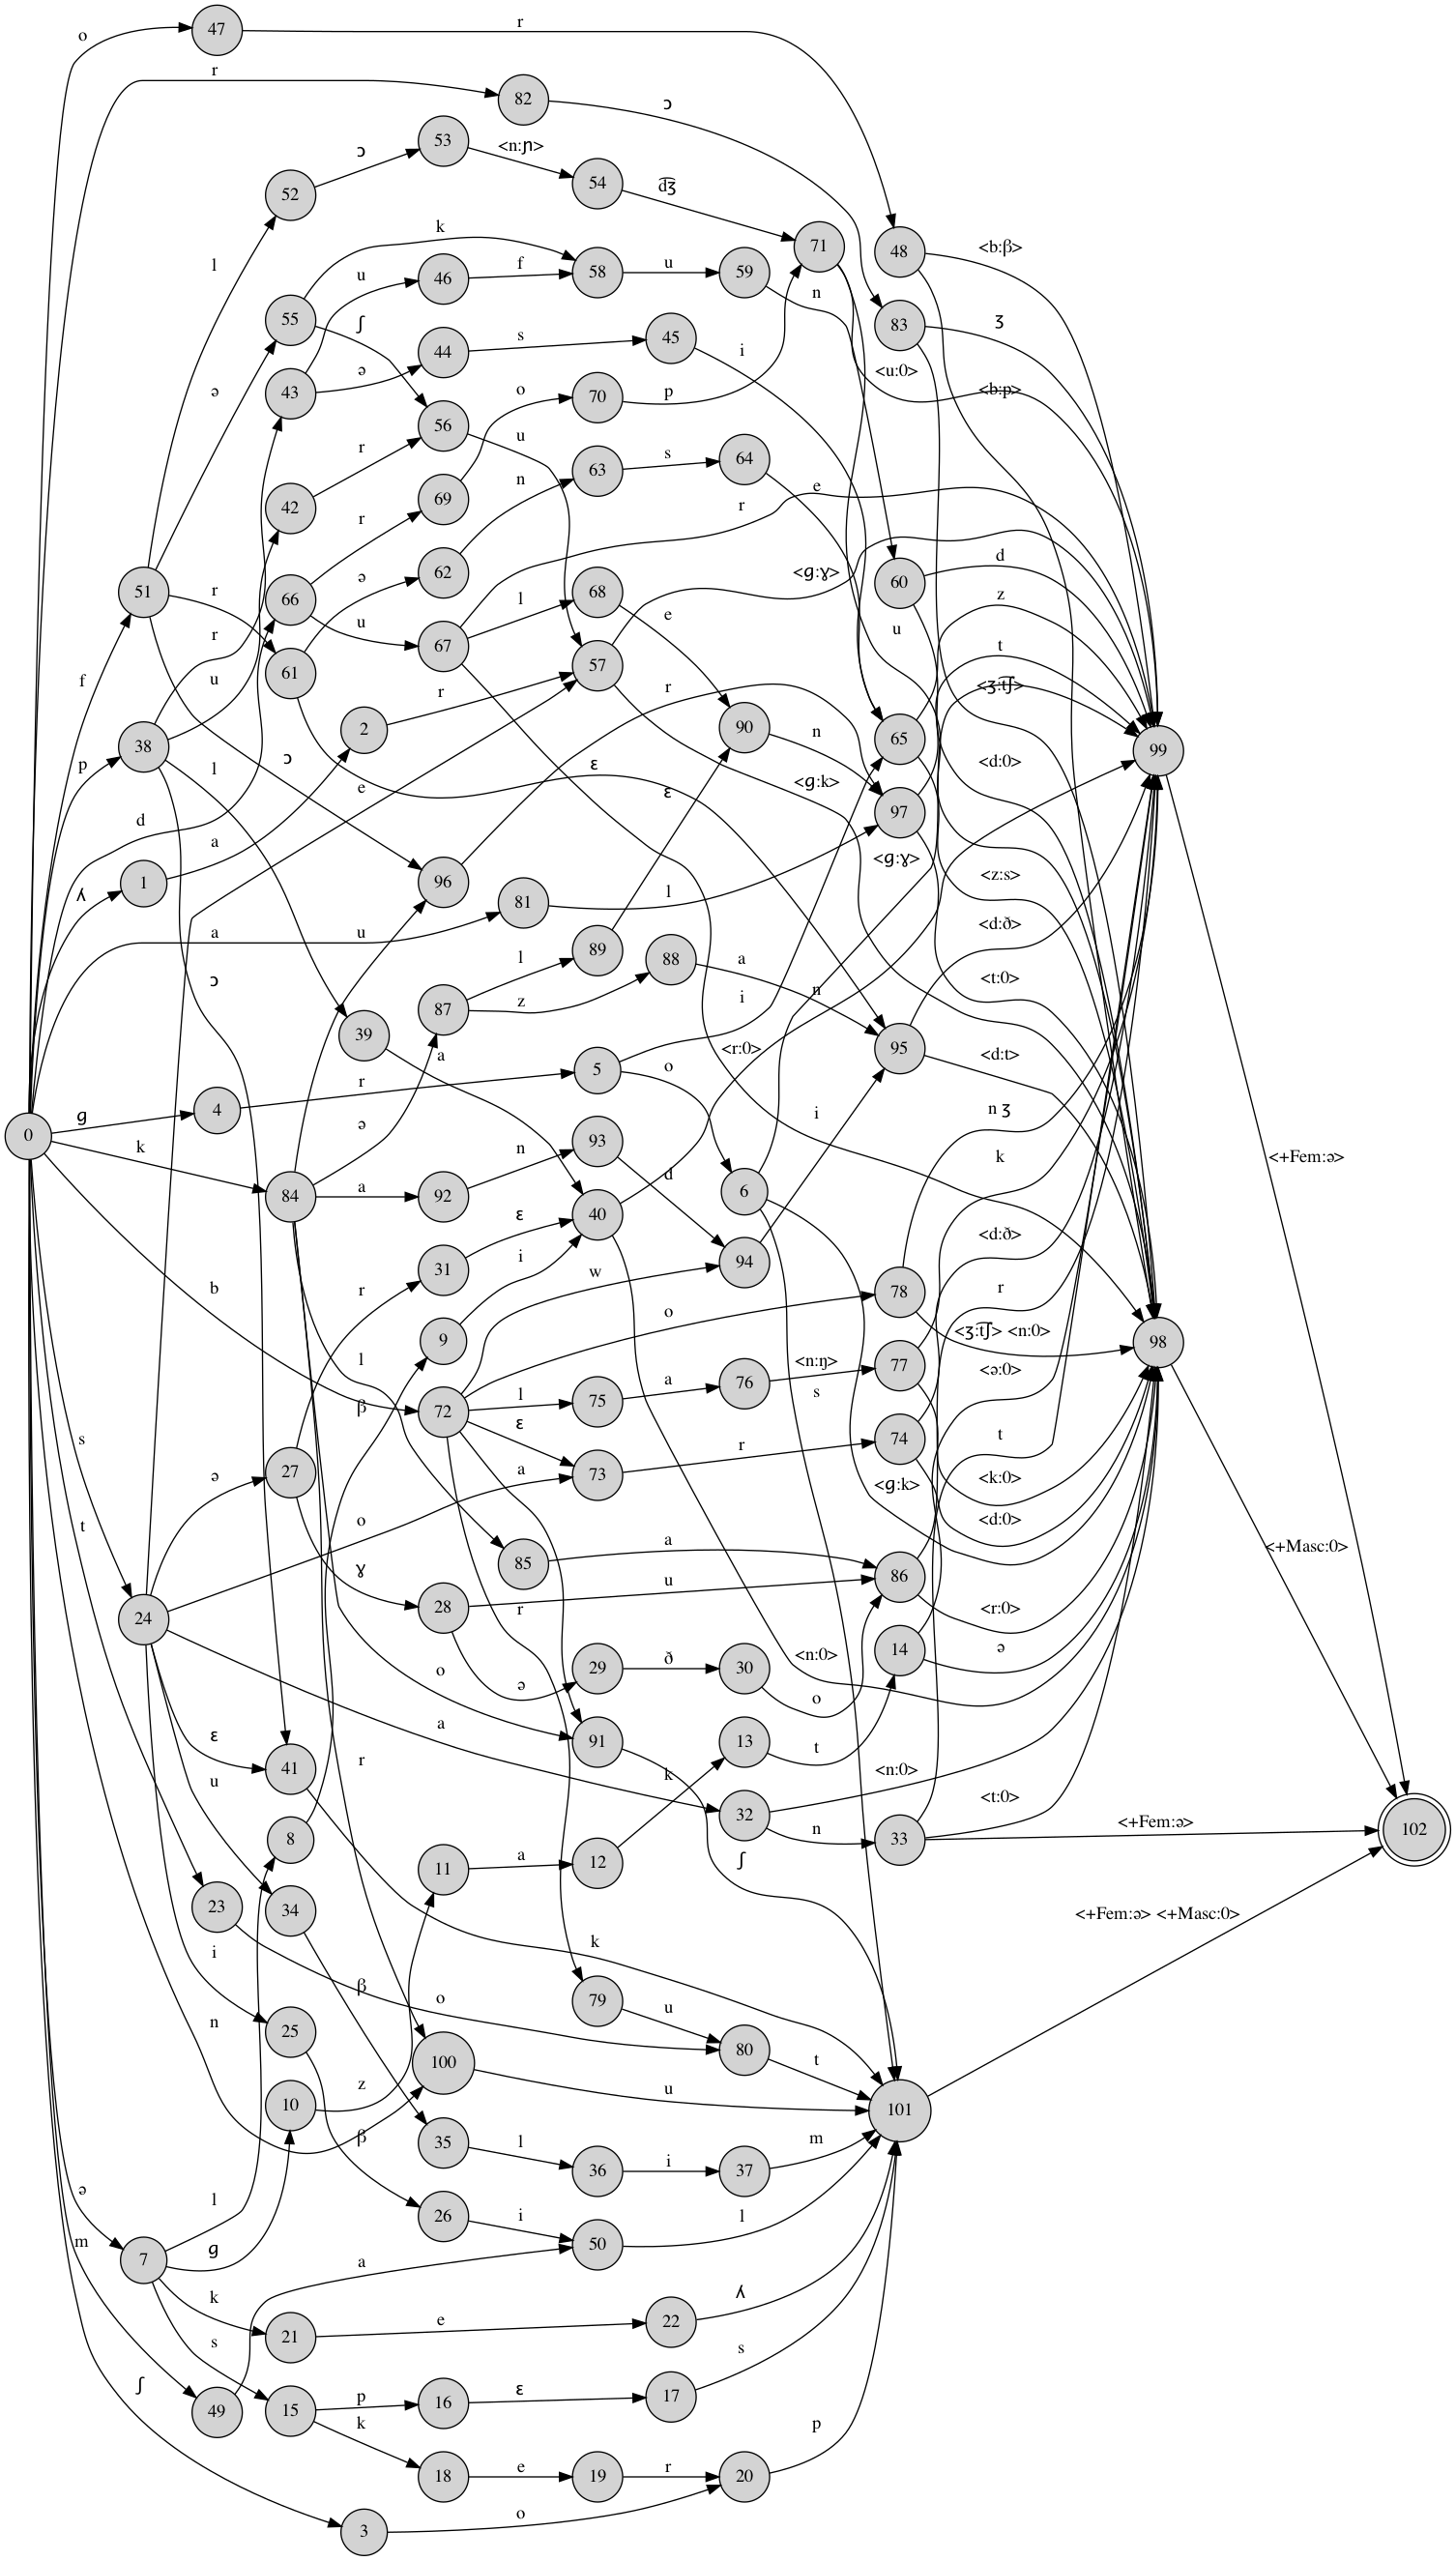 o
47
r
r
82
ɔ
53
<n:ɲ>
ɔ
54
d͡ʒ
52
71
48
<b:β>
k
l
46
f
58
u
59
n
u
55
ʃ
83
ʒ
44
s
45
i
ə
<u:0>
<b:p>
43
ə
o
70
p
56
u
r
63
s
64
e
n
69
42
r
r
<ɡ:ɣ>
d
60
62
ə
51
r
66
u
l
68
e
z
u
t
67
57
r
61
<ʒ:t͡ʃ>
f
u
r
2
n
90
65
99
38
p
l
ɔ
ɛ
<d:0>
e
ɛ
<ɡ:k>
97
d
a
<ɡ:ɣ>
ʎ
1
96
l
<z:s>
81
a
u
<d:ð>
l
89
88
a
ɔ
z
n
<t:0>
87
i
39
a
<r:0>
95
<d:t>
o
r
5
ɡ
4
ə
i
n ʒ
0
k
n
93
d
k
84
a
92
6
<+Fem:ə>
ɛ
40
31
i
w
94
<d:ð>
b
r
o
78
r
9
<ʒ:t͡ʃ> <n:0>
98
l
<n:ŋ>
77
<ə:0>
β
l
75
a
76
s
72
ɛ
s
ə
a
r
74
t
27
73
<ɡ:k>
<k:0>
t
o
<d:0>
<+Masc:0>
85
a
ɣ
86
24
28
u
r
<r:0>
14
ə
o
ə
29
ð
30
<n:0>
o
a
13
t
ɛ
91
41
k
<n:0>
u
r
<t:0>
32
n
33
<+Fem:ə>
102
8
11
a
12
ʃ
23
34
<+Fem:ə> <+Masc:0>
i
k
β
o
79
u
n
25
80
t
100
u
z
101
10
β
35
l
36
i
37
m
ə
l
26
i
50
l
m
7
ɡ
a
k
ʎ
21
e
22
s
s
ʃ
49
15
p
16
ɛ
17
k
p
18
e
19
r
20
3
o